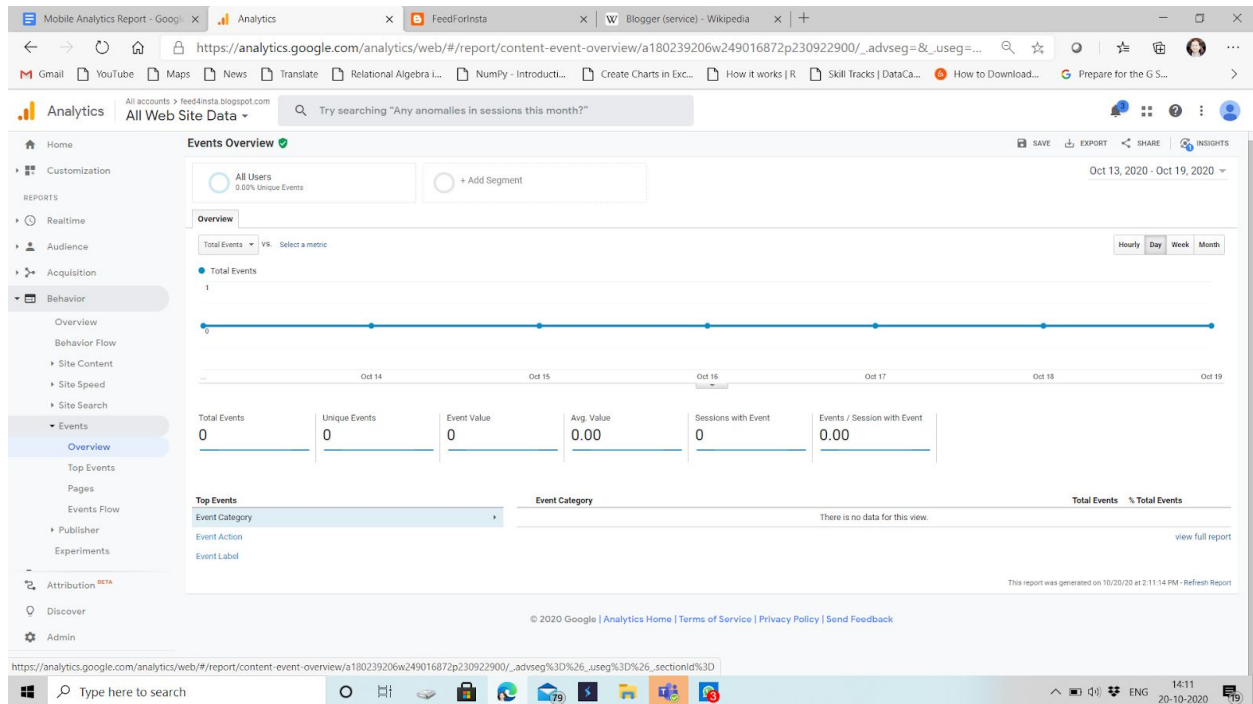 Mobile Analytics Report - Googl
Analytics
FeedForInsta
Blogger (service) - Wikipedia
https://analytics.google.com/analytics/web/#/report/content-event-overview/a180239206w249016872p230922900/_.advseg=&_.useg=...
Gmail YouTube Maps News Translate Relational Algebra i... NumPy - Introducti... Create Charts in Exc... How it works | R Skill Tracks | DataCa... How to Download... Prepare for the G S...
Analytics
All accounts > feed4insta.blogspot.com
All Web Site Data
Try searching "Any anomalies in sessions this month?"
3
Home
Customization
REPORTS
Realtime
Audience
Acquisition
Behavior
Overview
Behavior Flow
Site Content
Site Speed
Site Search
Events
Overview
Top Events
Pages
Events Flow
Publisher
Experiments
Attribution BETA
Discover
Admin
Events Overview
SAVE EXPORT SHARE INSIGHTS
All Users
0.00% Unique Events
+ Add Segment
Oct 13, 2020 - Oct 19, 2020
Overview
Total Events VS. Select a metric
Hourly Day Week Month
Total Events
1
0
... Oct 14 Oct 15 Oct 16 Oct 17 Oct 18 Oct 19
Total Events Unique Events Event Value Avg. Value Sessions with Event Events / Session with Event
0 0 0 0.00 0 0.00
Top Events Event Category Total Events % Total Events
Event Category There is no data for this view.
Event Action view full report
Event Label
This report was generated on 10/20/20 at 2:11:14 PM - Refresh Report
© 2020 Google | Analytics Home | Terms of Service | Privacy Policy | Send Feedback
https://analytics.google.com/analytics/web/#/report/content-event-overview/a180239206w249016872p230922900/_.advseg%3D%26_.useg%3D%26_.sectionId%3D
Type here to search
79
3
ENG
14:11
20-10-2020
19